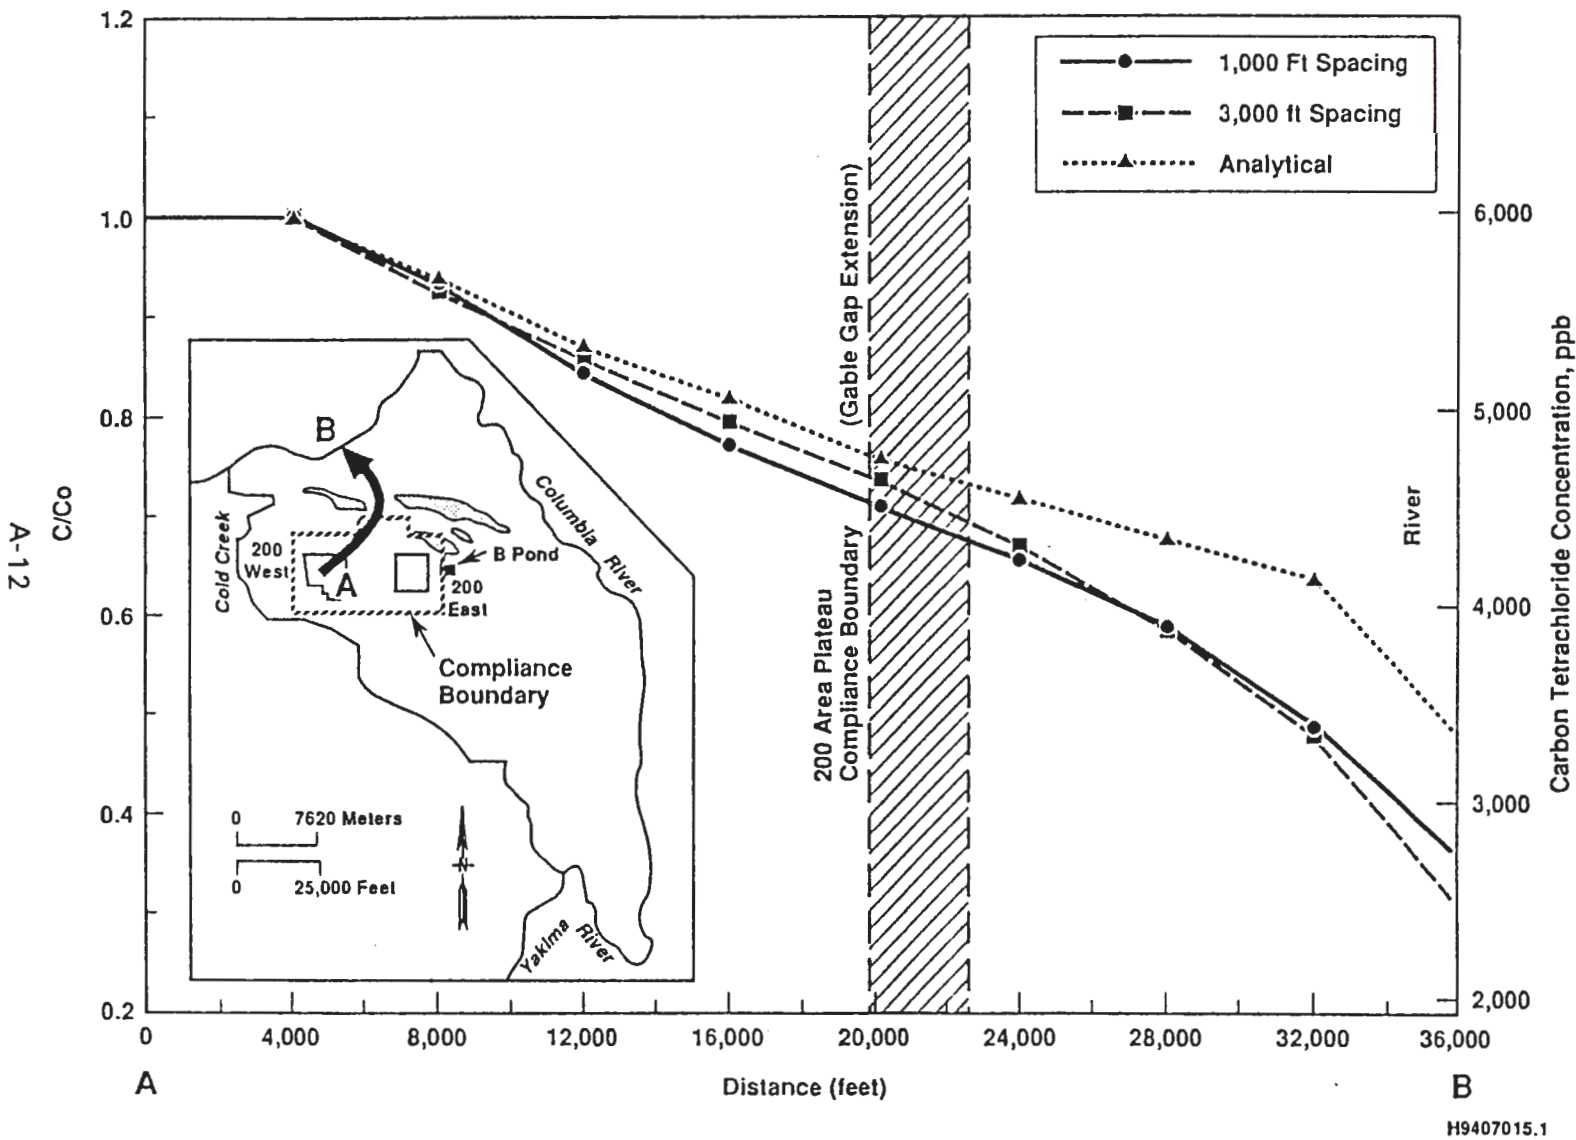 1.2
1.0
0.8
0.6
0.4
0.2
C/Co
A-12
1,000 Ft Spacing
3,000 ft Spacing
Analytical
(Gable Gap Extension)
200 Area Plateau
Compliance Boundary
River
6,000
5,000
4,000
3,000
2,000
Carbon Tetrachloride Concentration, ppb
B
Columbia River
Cold Creek
200
West
A
B Pond
200
East
Compliance
Boundary
0 7620 Meters
0 25,000 Feet
N
Yakima River
0 4,000 8,000 12,000 16,000 20,000 24,000 28,000 32,000 36,000
A Distance (feet) B
H9407015.1